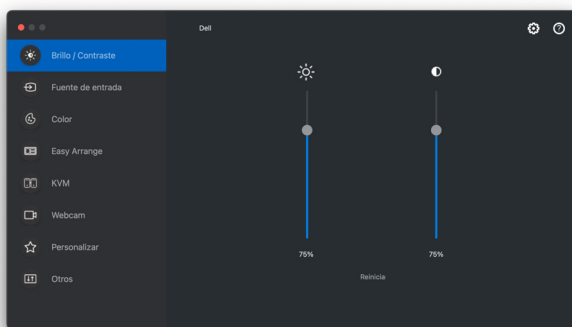 Dell
Brillo / Contraste
Fuente de entrada
Color
Easy Arrange
KVM
Webcam
Personalizar
Otros
75%
75%
Reinicia